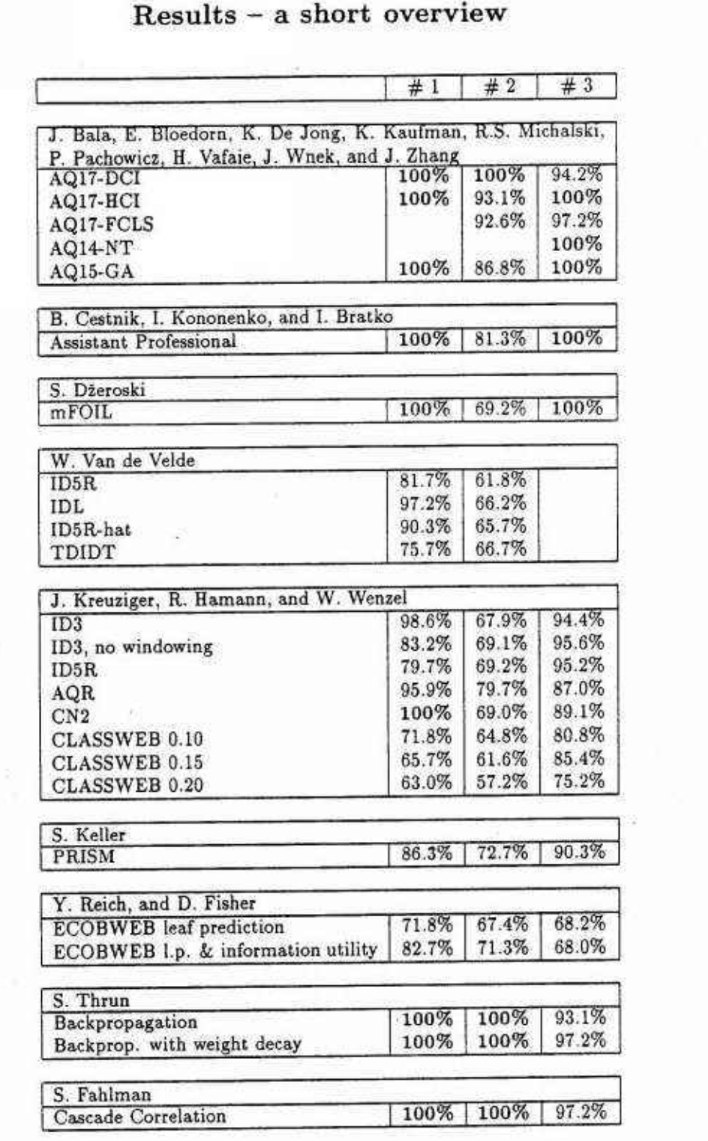 Results – a short overview
# 1 # 2 # 3
J. Bala, E. Bloedorn, K. De Jong, K. Kaufman, R.S. Michalski,
P. Pachowicz, H. Vafaie, J. Wnek, and J. Zhang
AQ17-DCI 100% 100% 94.2%
AQ17-HCI 100% 93.1% 100%
AQ17-FCLS 92.6% 97.2%
AQ14-NT 100%
AQ15-GA 100% 86.8% 100%
B. Cestnik, I. Kononenko, and I. Bratko
Assistant Professional 100% 81.3% 100%
S. Džeroski
mFOIL 100% 69.2% 100%
W. Van de Velde
ID5R 81.7% 61.8%
IDL 97.2% 66.2%
ID5R-hat 90.3% 65.7%
TDIDT 75.7% 66.7%
J. Kreuziger, R. Hamann, and W. Wenzel
ID3 98.6% 67.9% 94.4%
ID3, no windowing 83.2% 69.1% 95.6%
ID5R 79.7% 69.2% 95.2%
AQR 95.9% 79.7% 87.0%
CN2 100% 69.0% 89.1%
CLASSWEB 0.10 71.8% 64.8% 80.8%
CLASSWEB 0.15 65.7% 61.6% 85.4%
CLASSWEB 0.20 63.0% 57.2% 75.2%
S. Keller
PRISM 86.3% 72.7% 90.3%
Y. Reich, and D. Fisher
ECOBWEB leaf prediction 71.8% 67.4% 68.2%
ECOBWEB l.p. & information utility 82.7% 71.3% 68.0%
S. Thrun
Backpropagation 100% 100% 93.1%
Backprop. with weight decay 100% 100% 97.2%
S. Fahlman
Cascade Correlation 100% 100% 97.2%